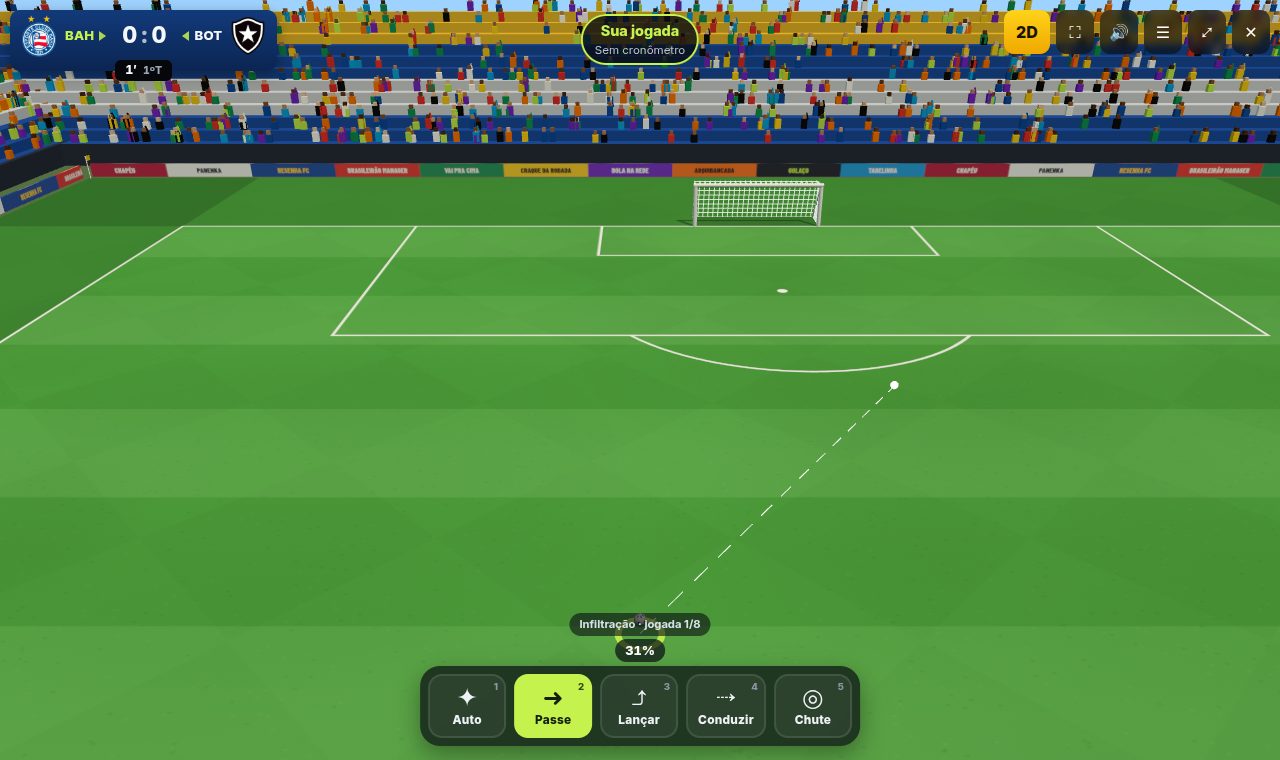 BAH
0:0
BOT
1' 1ºT
Sua jogada
Sem cronômetro
2D
CHAPÉU
PANENKA
RESENHA FC
BRASILEIRÃO MANAGER
VAI PRA CIMA
CRAQUE DA RODADA
BOLA NA REDE
ARQUIBANCADA
GOLAÇO
TABELINHA
CHAPÉU
PANENKA
RESENHA FC
BRASILEIRÃO MANAGER
RESENHA FC
Infiltração · jogada 1/8
31%
1
Auto
2
Passe
3
Lançar
4
Conduzir
5
Chute